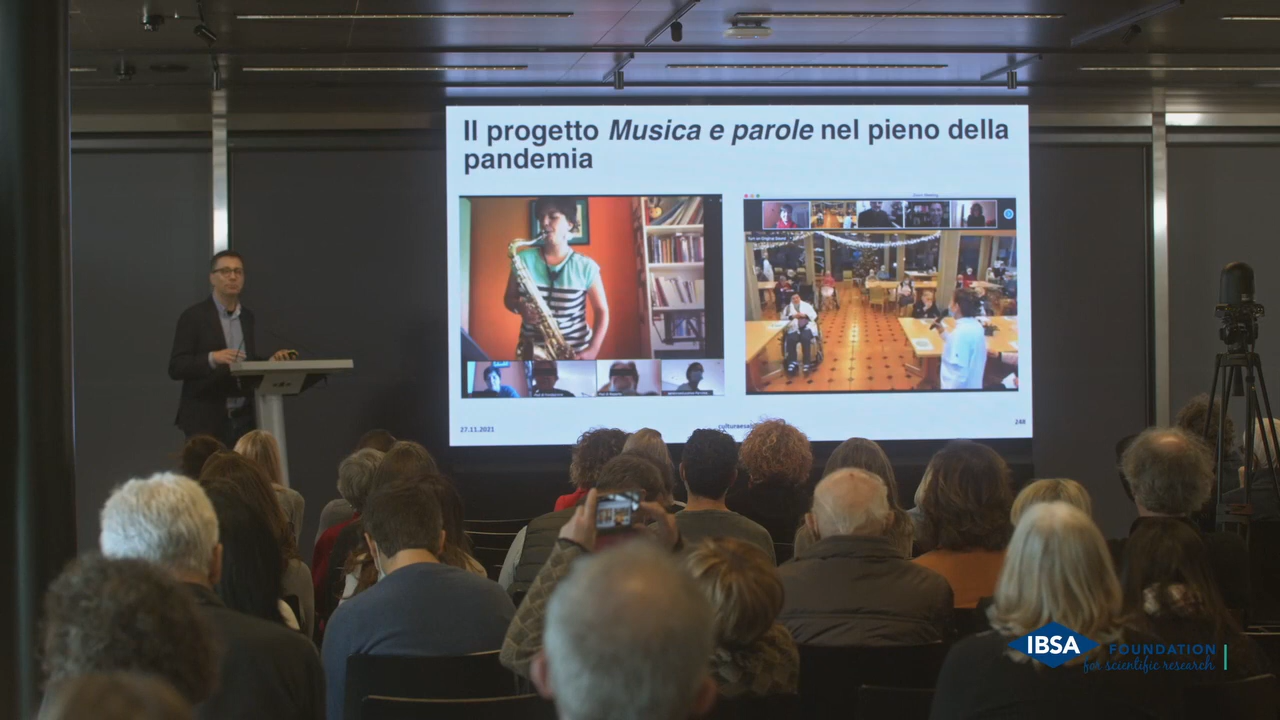 Il progetto Musica e parole nel pieno della
pandemia
27.11.2021
248
IBSA
FOUNDATION
for scientific research